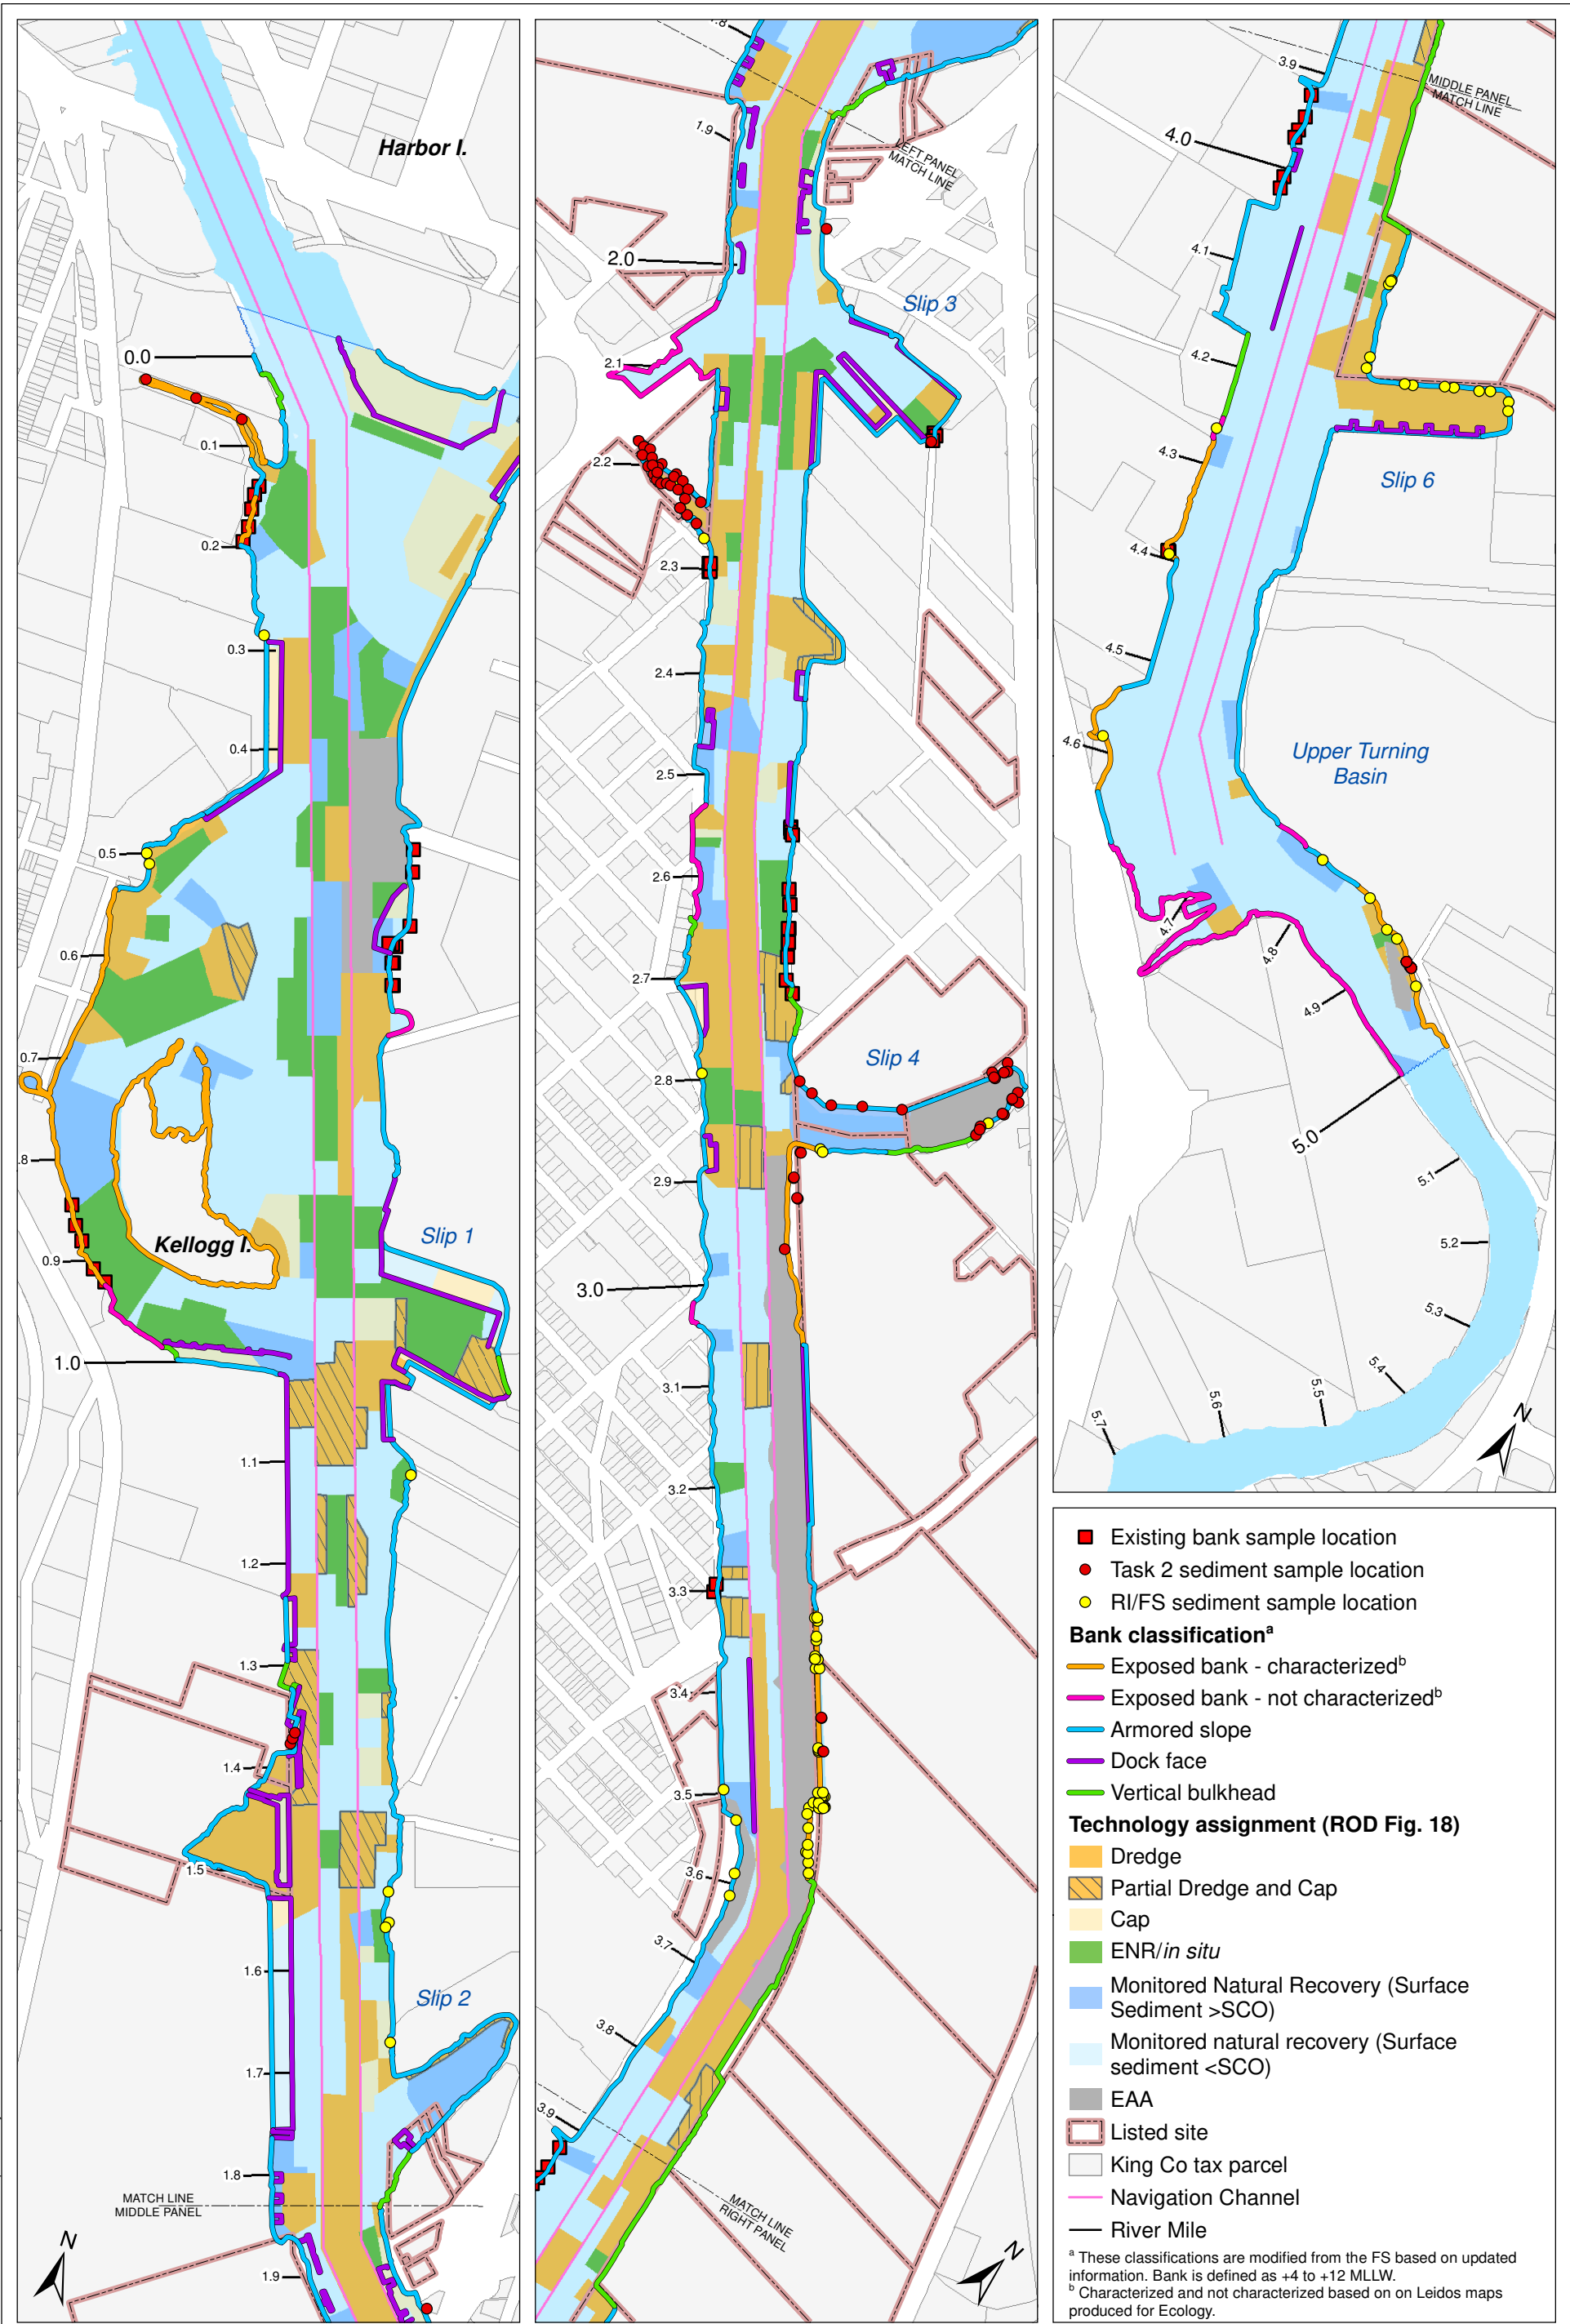 Harbor I.
0.0
0.1
0.2
0.3
0.4
0.5
0.6
0.7
.8
Kellogg I.
Slip 1
0.9
1.0
1.1
1.2
1.3
1.4
1.5
1.6
Slip 2
1.7
1.8
MATCH LINE
MIDDLE PANEL
N
1.9
.8
1.9
LEFT PANEL
MATCH LINE
2.0
Slip 3
2.1
2.2
2.3
2.4
2.5
2.6
2.7
Slip 4
2.8
2.9
3.0
3.1
3.2
3.3
3.4
3.5
3.6
3.7
3.8
3.9
MATCH LINE
RIGHT PANEL
N
3.9
MIDDLE PANEL
MATCH LINE
4.0
4.1
4.2
4.3
Slip 6
4.4
4.5
4.6
Upper Turning
Basin
4.7
4.8
4.9
5.0
5.1
5.2
5.3
5.4
5.5
5.6
5.7
N
Existing bank sample location
Task 2 sediment sample location
RI/FS sediment sample location
Bank classificationa
Exposed bank - characterizedb
Exposed bank - not characterizedb
Armored slope
Dock face
Vertical bulkhead
Technology assignment (ROD Fig. 18)
Dredge
Partial Dredge and Cap
Cap
ENR/in situ
Monitored Natural Recovery (Surface
Sediment >SCO)
Monitored natural recovery (Surface
sediment <SCO)
EAA
Listed site
King Co tax parcel
Navigation Channel
River Mile
a These classifications are modified from the FS based on updated
information. Bank is defined as +4 to +12 MLLW.
b Characterized and not characterized based on on Leidos maps
produced for Ecology.